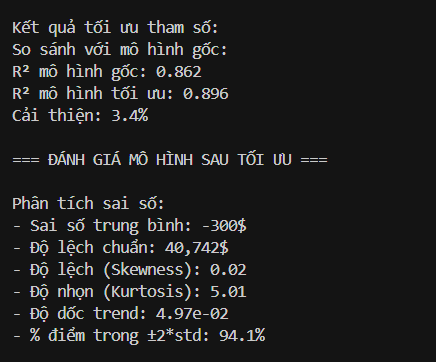 Kết quả tối ưu tham số:
So sánh với mô hình gốc:
R² mô hình gốc: 0.862
R² mô hình tối ưu: 0.896
Cải thiện: 3.4%
=== ĐÁNH GIÁ MÔ HÌNH SAU TỐI ƯU ===
Phân tích sai số:
- Sai số trung bình: -300$
- Độ lệch chuẩn: 40,742$
- Độ lệch (Skewness): 0.02
- Độ nhọn (Kurtosis): 5.01
- Độ dốc trend: 4.97e-02
- % điểm trong ±2*std: 94.1%